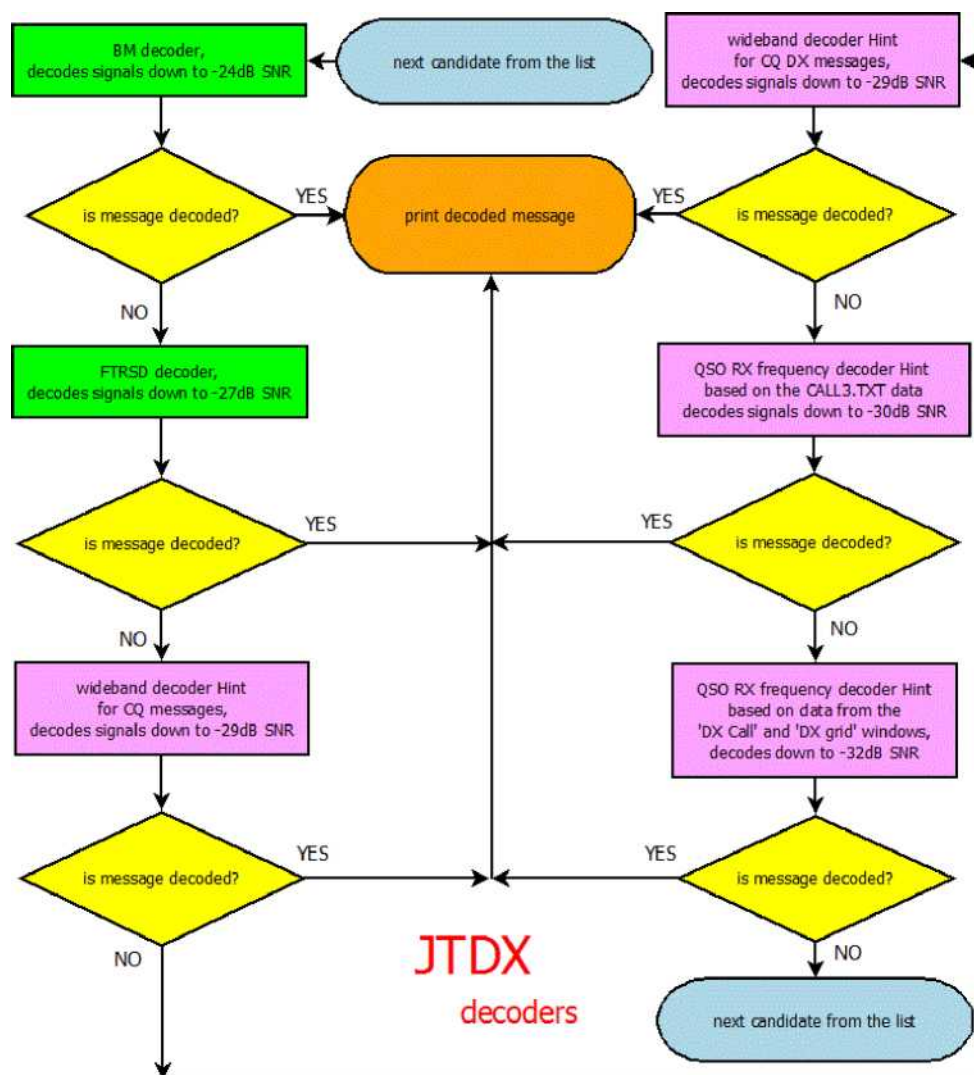 BM decoder,
decodes signals down to -24dB SNR
next candidate from the list
wideband decoder Hint
for CQ DX messages,
decodes signals down to -29dB SNR
is message decoded?
YES
print decoded message
YES
is message decoded?
NO
NO
FTRSD decoder,
decodes signals down to -27dB SNR
QSO RX frequency decoder Hint
based on the CALL3.TXT data
decodes signals down to -30dB SNR
is message decoded?
YES
YES
is message decoded?
NO
NO
wideband decoder Hint
for CQ messages,
decodes signals down to -29dB SNR
QSO RX frequency decoder Hint
based on data from the
'DX Call' and 'DX grid' windows,
decodes down to -32dB SNR
is message decoded?
YES
YES
is message decoded?
NO
NO
JTDX
decoders
next candidate from the list